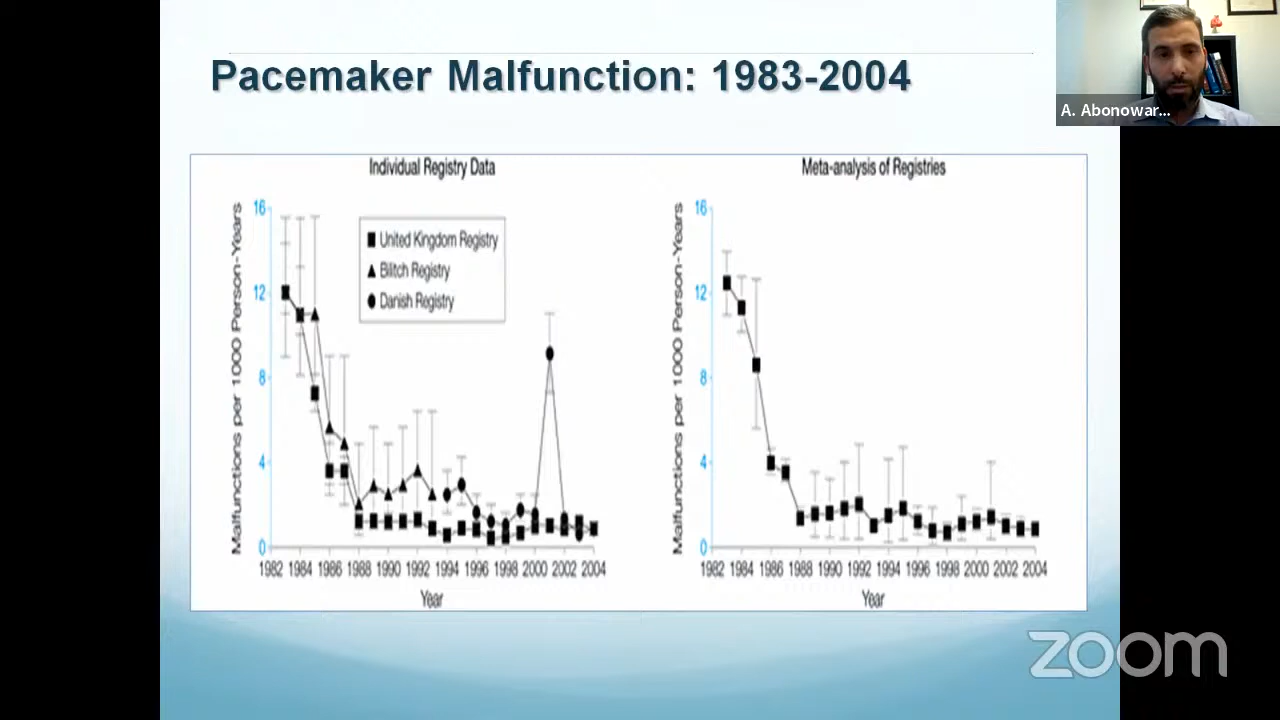 Pacemaker Malfunction: 1983-2004
A. Abonowar...
Individual Registry Data
Malfunctions per 1000 Person-Years
16
12
8
4
0
United Kingdom Registry
Bilitch Registry
Danish Registry
1982 1984 1986 1988 1990 1992 1994 1996 1998 2000 2002 2004
Year
Meta-analysis of Registries
Malfunctions per 1000 Person-Years
16
12
8
4
0
1982 1984 1986 1988 1990 1992 1994 1996 1998 2000 2002 2004
Year
zoom